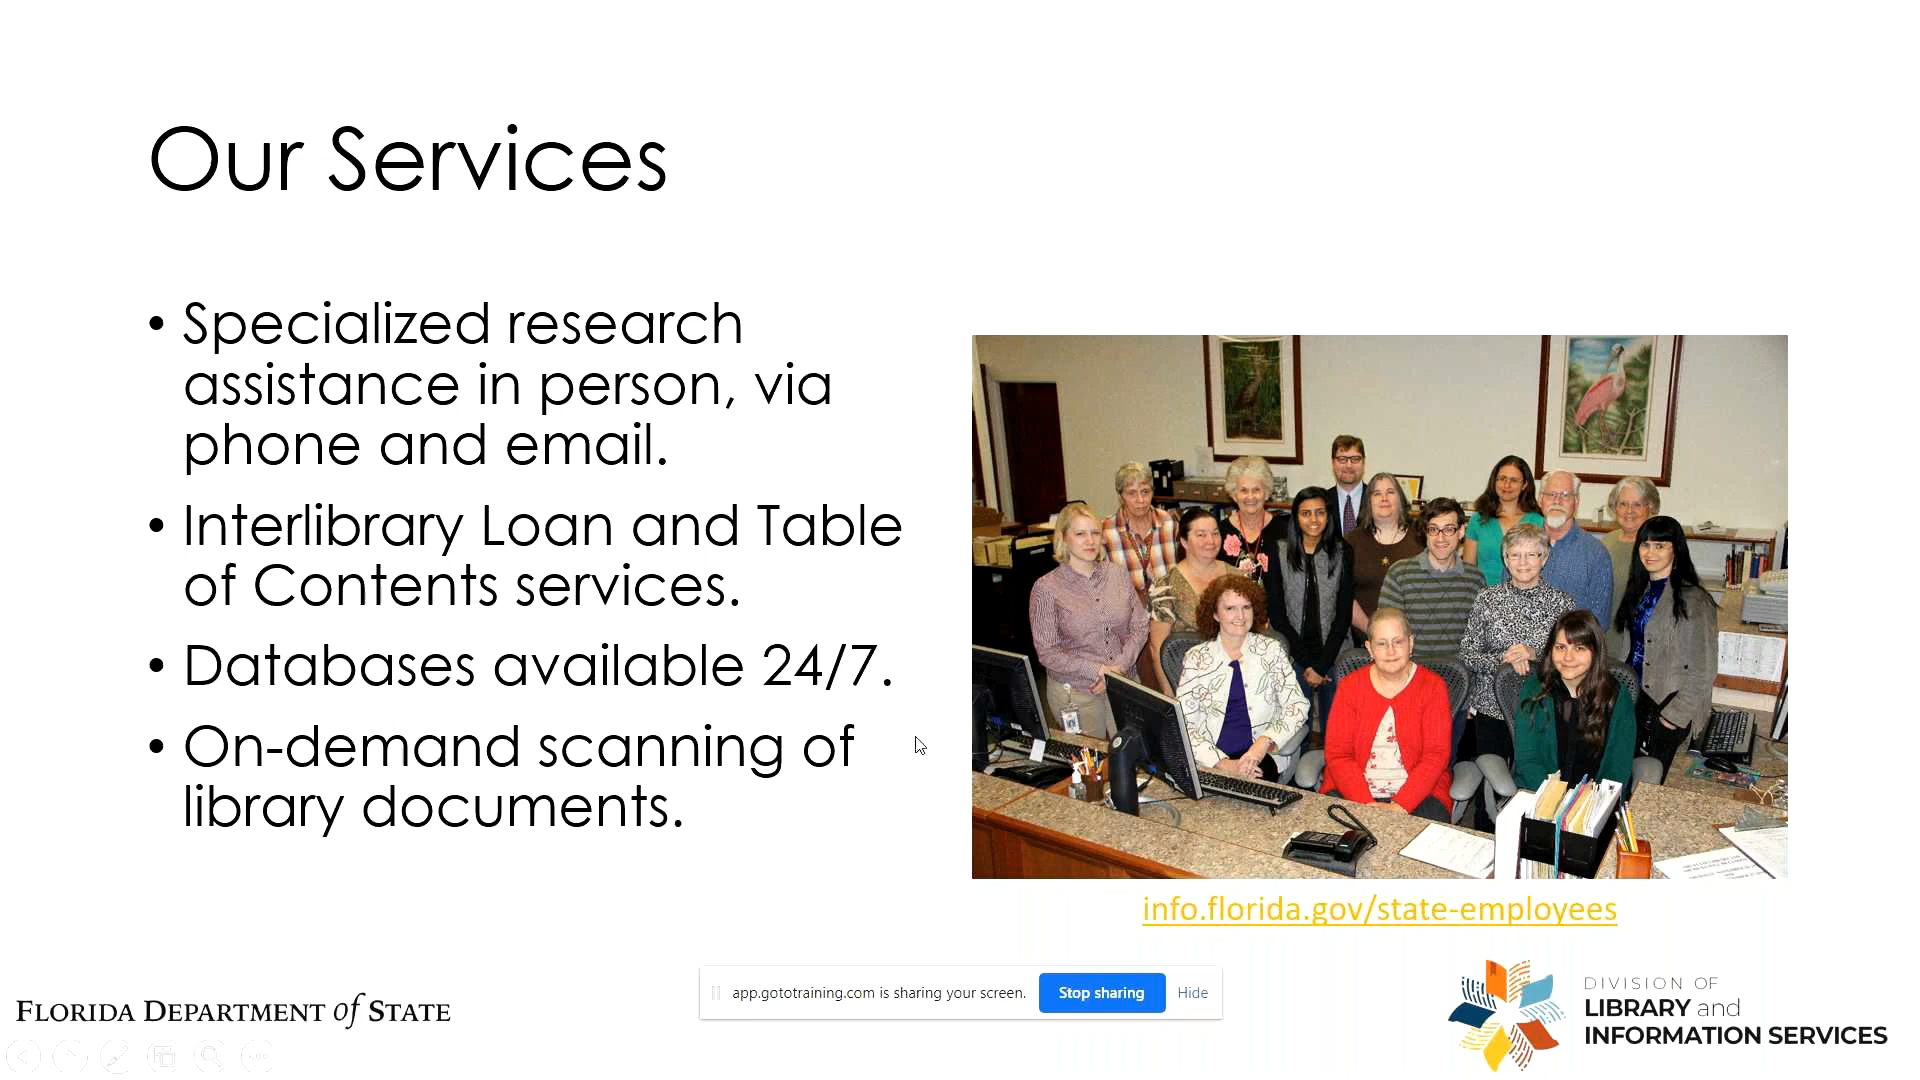 Our Services
• Specialized research
assistance in person, via
phone and email.
• Interlibrary Loan and Table
of Contents services.
• Databases available 24/7.
• On-demand scanning of
library documents.
info.florida.gov/state-employees
app.gototraining.com is sharing your screen.
Stop sharing
Hide
FLORIDA DEPARTMENT of STATE
DIVISION OF
LIBRARY and
INFORMATION SERVICES